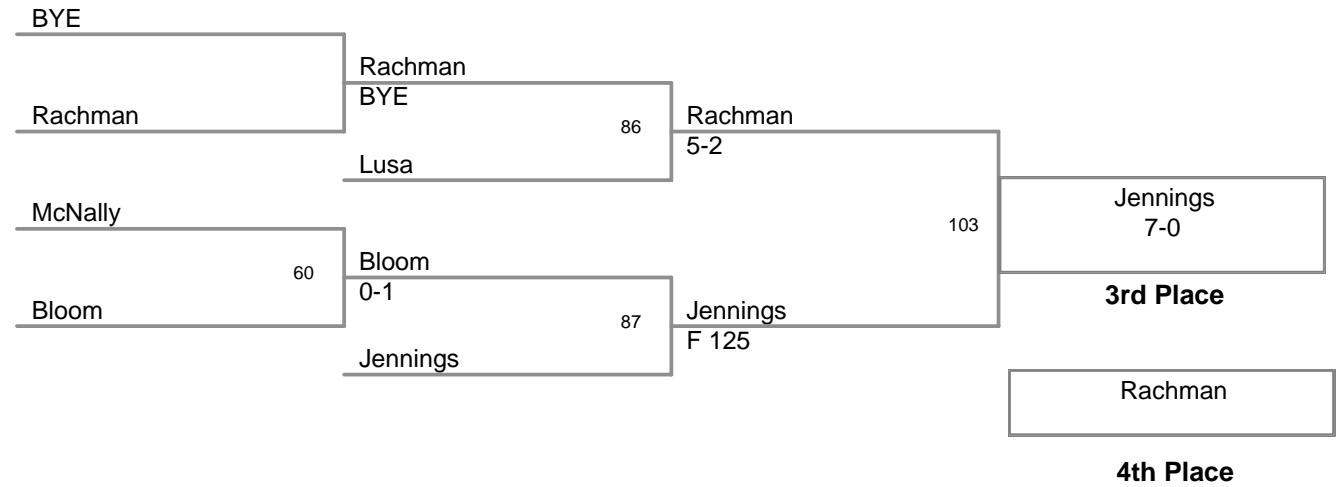 BYE
Rachman
Rachman
BYE
86
Lusa
Rachman
5-2
McNally
60
Bloom
Bloom
0-1
87
Jennings
Jennings
F 125
103
Jennings
7-0
3rd Place
Rachman
4th Place